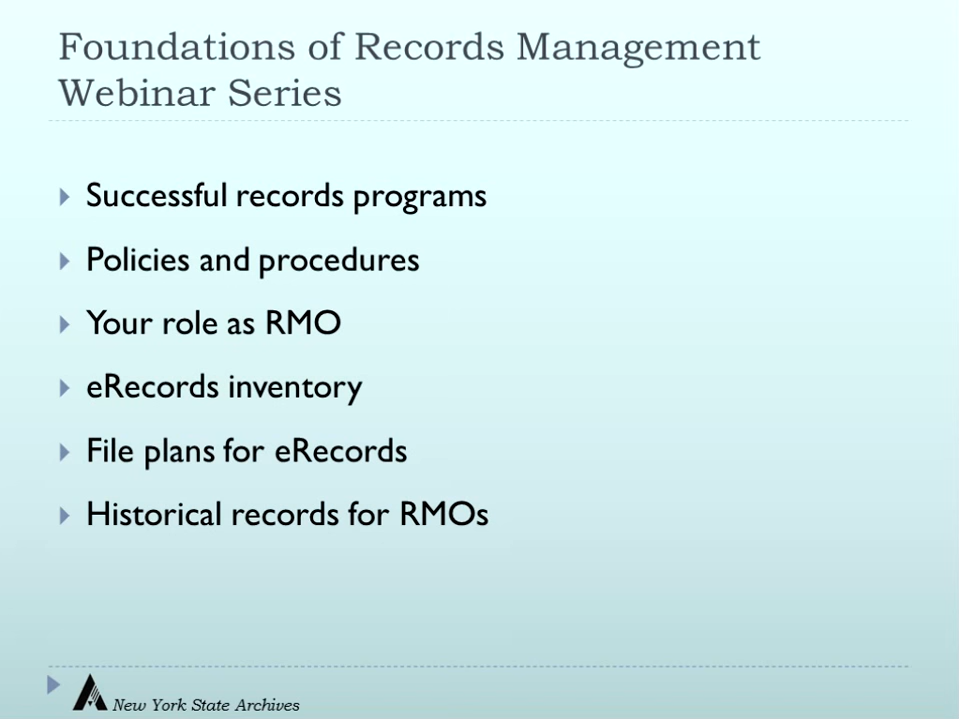 Foundations of Records Management
Webinar Series
Successful records programs
Policies and procedures
Your role as RMO
eRecords inventory
File plans for eRecords
Historical records for RMOs
New York State Archives